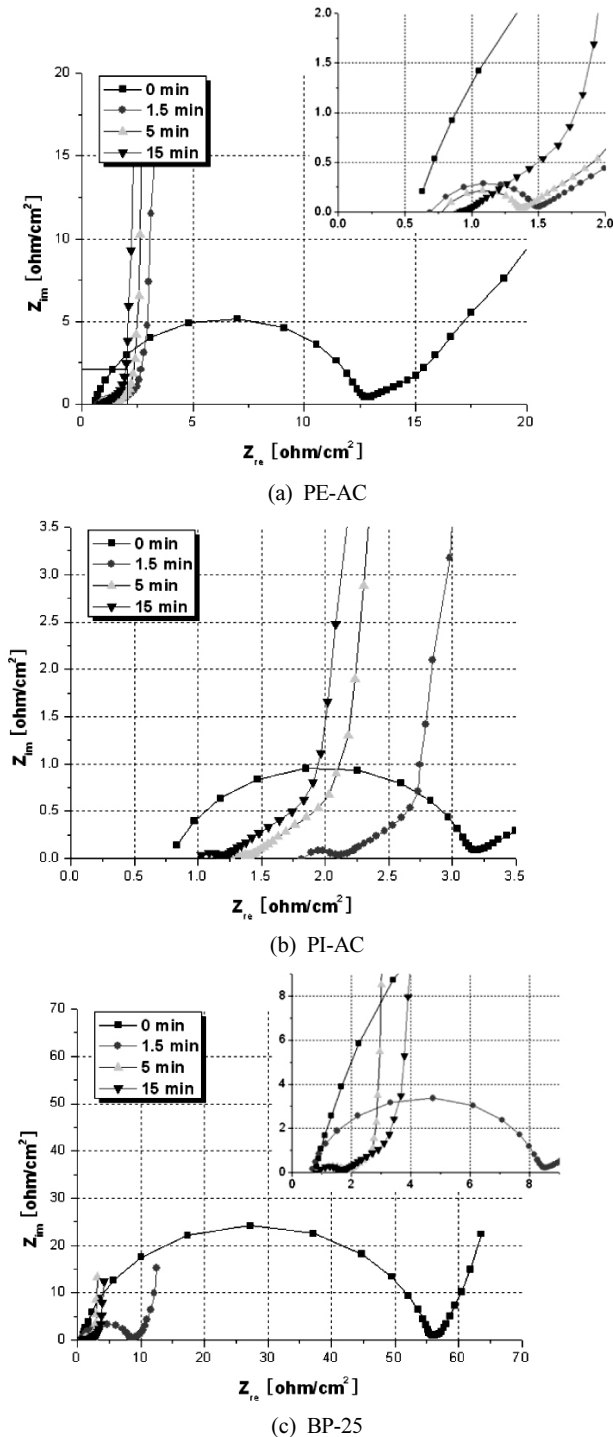 2.0
1.5
1.0
0.5
0.0
0.0 0.5 1.0 1.5 2.0
20
15
10
5
0
0 min
1.5 min
5 min
15 min
Z_im [ohm/cm²]
0 5 10 15 20
Z_re [ohm/cm²]
(a) PE-AC
3.5
3.0
2.5
2.0
1.5
1.0
0.5
0.0
0 min
1.5 min
5 min
15 min
Z_im [ohm/cm²]
0.0 0.5 1.0 1.5 2.0 2.5 3.0 3.5
Z_re [ohm/cm²]
(b) PI-AC
70
60
50
40
30
20
10
0
0 min
1.5 min
5 min
15 min
8
6
4
2
0
0 2 4 6 8
Z_im [ohm/cm²]
0 10 20 30 40 50 60 70
Z_re [ohm/cm²]
(c) BP-25